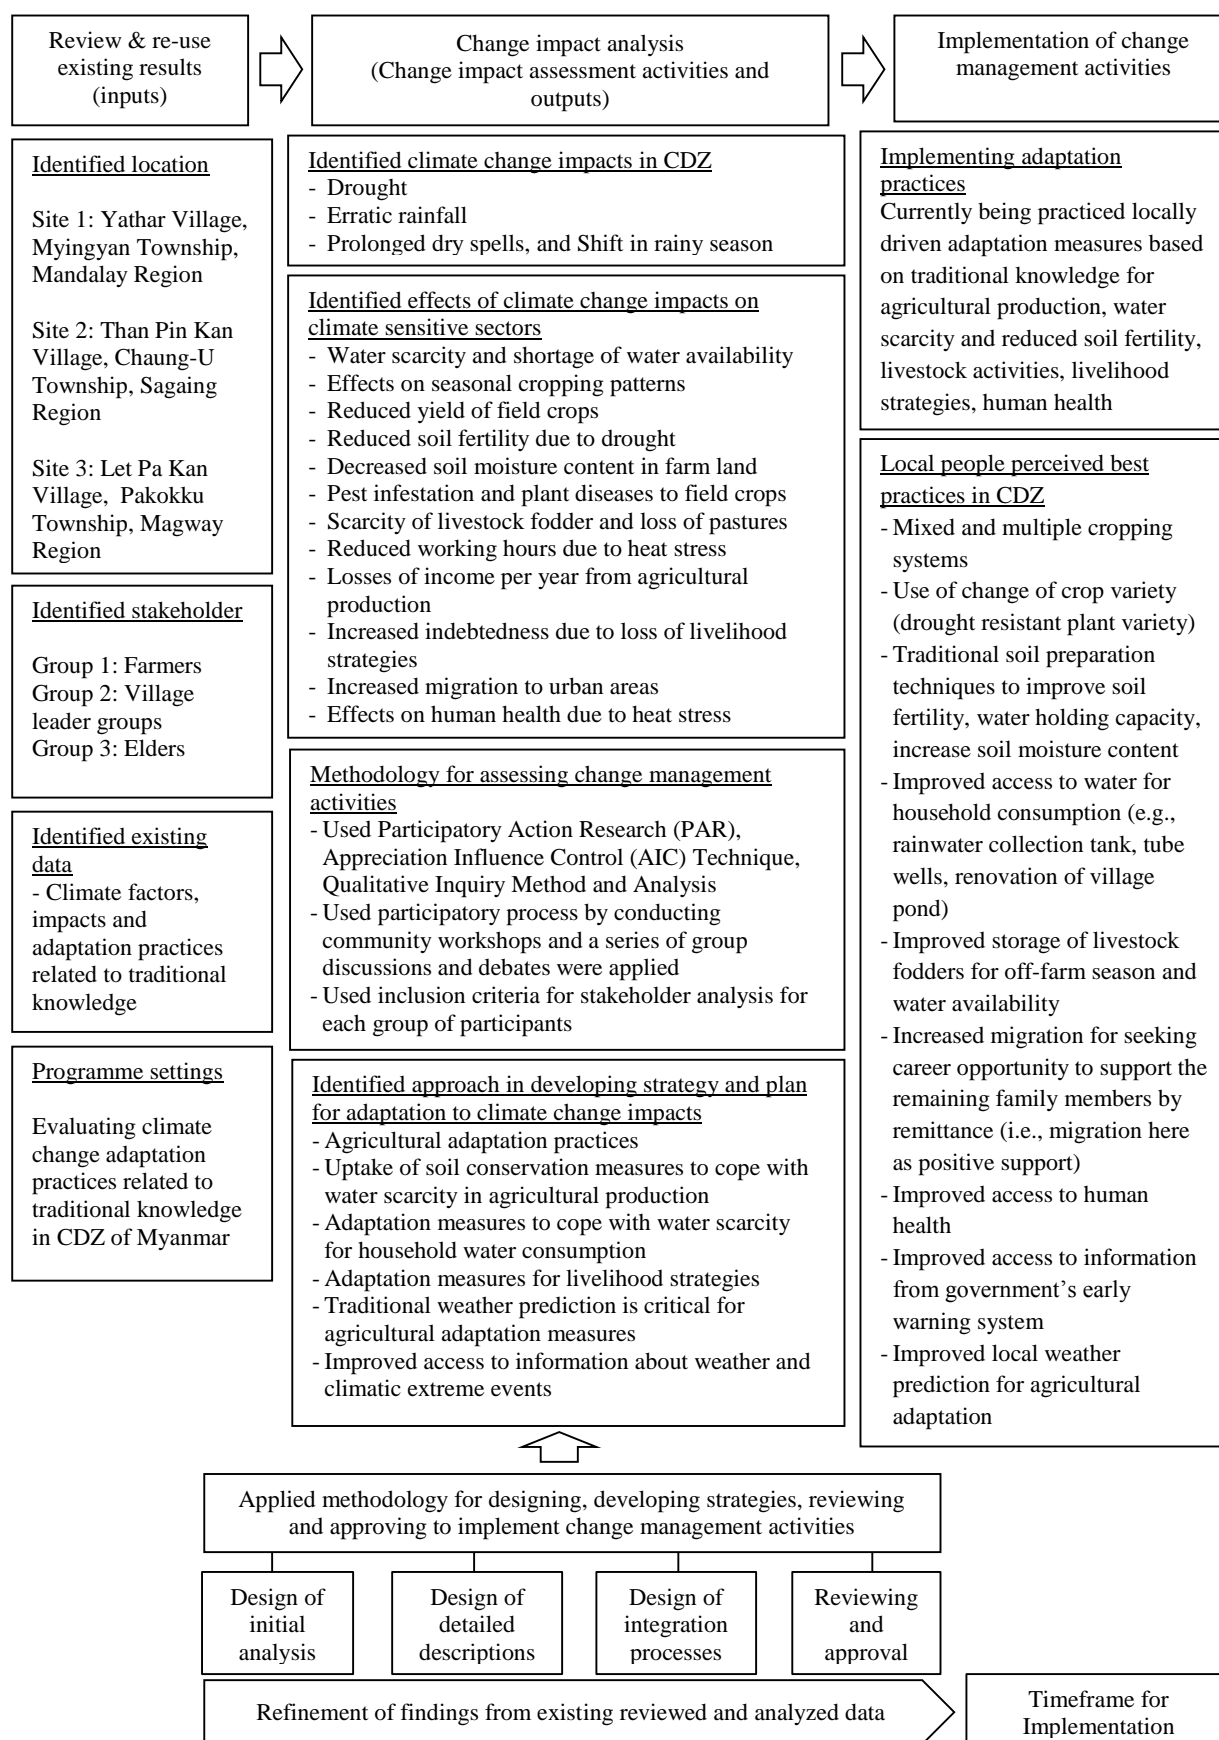 Review & re-use
existing results
(inputs)
Change impact analysis
(Change impact assessment activities and
outputs)
Implementation of change
management activities
Identified location
Site 1: Yathar Village,
Myingyan Township,
Mandalay Region
Site 2: Than Pin Kan
Village, Chaung-U
Township, Sagaing
Region
Site 3: Let Pa Kan
Village, Pakokku
Township, Magway
Region
Identified stakeholder
Group 1: Farmers
Group 2: Village
leader groups
Group 3: Elders
Identified existing
data
- Climate factors,
impacts and
adaptation practices
related to traditional
knowledge
Programme settings
Evaluating climate
change adaptation
practices related to
traditional knowledge
in CDZ of Myanmar
Identified climate change impacts in CDZ
- Drought
- Erratic rainfall
- Prolonged dry spells, and Shift in rainy season
Identified effects of climate change impacts on
climate sensitive sectors
- Water scarcity and shortage of water availability
- Effects on seasonal cropping patterns
- Reduced yield of field crops
- Reduced soil fertility due to drought
- Decreased soil moisture content in farm land
- Pest infestation and plant diseases to field crops
- Scarcity of livestock fodder and loss of pastures
- Reduced working hours due to heat stress
- Losses of income per year from agricultural
production
- Increased indebtedness due to loss of livelihood
strategies
- Increased migration to urban areas
- Effects on human health due to heat stress
Methodology for assessing change management
activities
- Used Participatory Action Research (PAR),
Appreciation Influence Control (AIC) Technique,
Qualitative Inquiry Method and Analysis
- Used participatory process by conducting
community workshops and a series of group
discussions and debates were applied
- Used inclusion criteria for stakeholder analysis for
each group of participants
Identified approach in developing strategy and plan
for adaptation to climate change impacts
- Agricultural adaptation practices
- Uptake of soil conservation measures to cope with
water scarcity in agricultural production
- Adaptation measures to cope with water scarcity
for household water consumption
- Adaptation measures for livelihood strategies
- Traditional weather prediction is critical for
agricultural adaptation measures
- Improved access to information about weather and
climatic extreme events
Implementing adaptation
practices
Currently being practiced locally
driven adaptation measures based
on traditional knowledge for
agricultural production, water
scarcity and reduced soil fertility,
livestock activities, livelihood
strategies, human health
Local people perceived best
practices in CDZ
- Mixed and multiple cropping
systems
- Use of change of crop variety
(drought resistant plant variety)
- Traditional soil preparation
techniques to improve soil
fertility, water holding capacity,
increase soil moisture content
- Improved access to water for
household consumption (e.g.,
rainwater collection tank, tube
wells, renovation of village
pond)
- Improved storage of livestock
fodders for off-farm season and
water availability
- Increased migration for seeking
career opportunity to support the
remaining family members by
remittance (i.e., migration here
as positive support)
- Improved access to human
health
- Improved access to information
from government's early
warning system
- Improved local weather
prediction for agricultural
adaptation
Applied methodology for designing, developing strategies, reviewing
and approving to implement change management activities
Design of
initial
analysis
Design of
detailed
descriptions
Design of
integration
processes
Reviewing
and
approval
Refinement of findings from existing reviewed and analyzed data
Timeframe for
Implementation